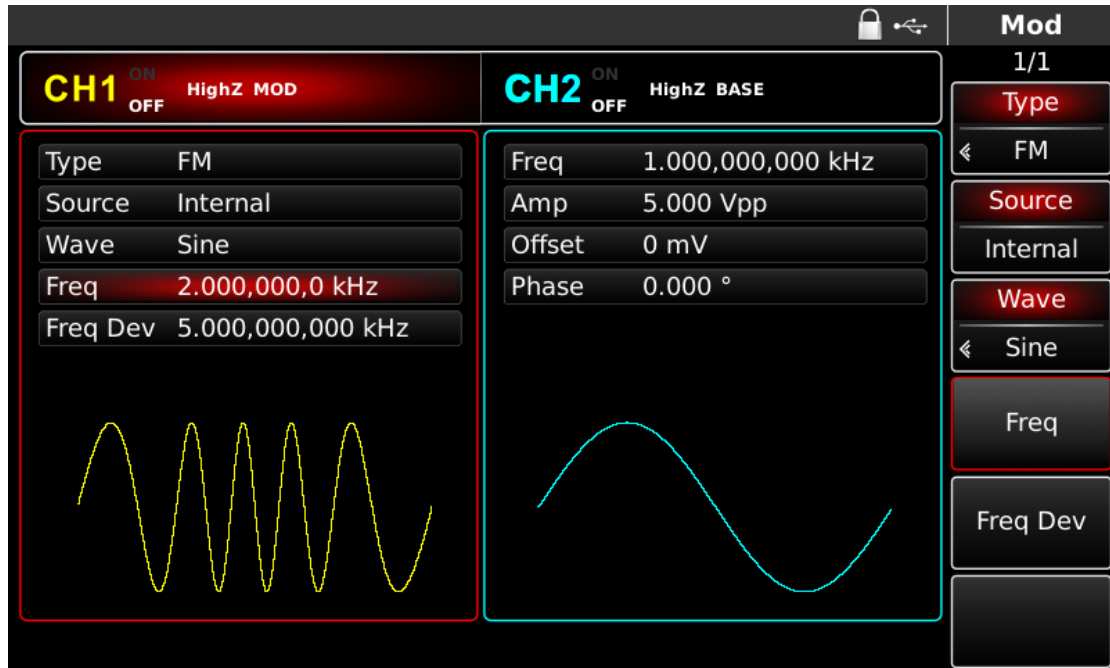 Mod
1/1
CH1 ON OFF HighZ MOD
CH2 ON OFF HighZ BASE
Type FM
Source Internal
Wave Sine
Freq 2.000,000,0 kHz
Freq Dev 5.000,000,000 kHz
Freq 1.000,000,000 kHz
Amp 5.000 Vpp
Offset 0 mV
Phase 0.000 °
Type
FM
Source
Internal
Wave
Sine
Freq
Freq Dev